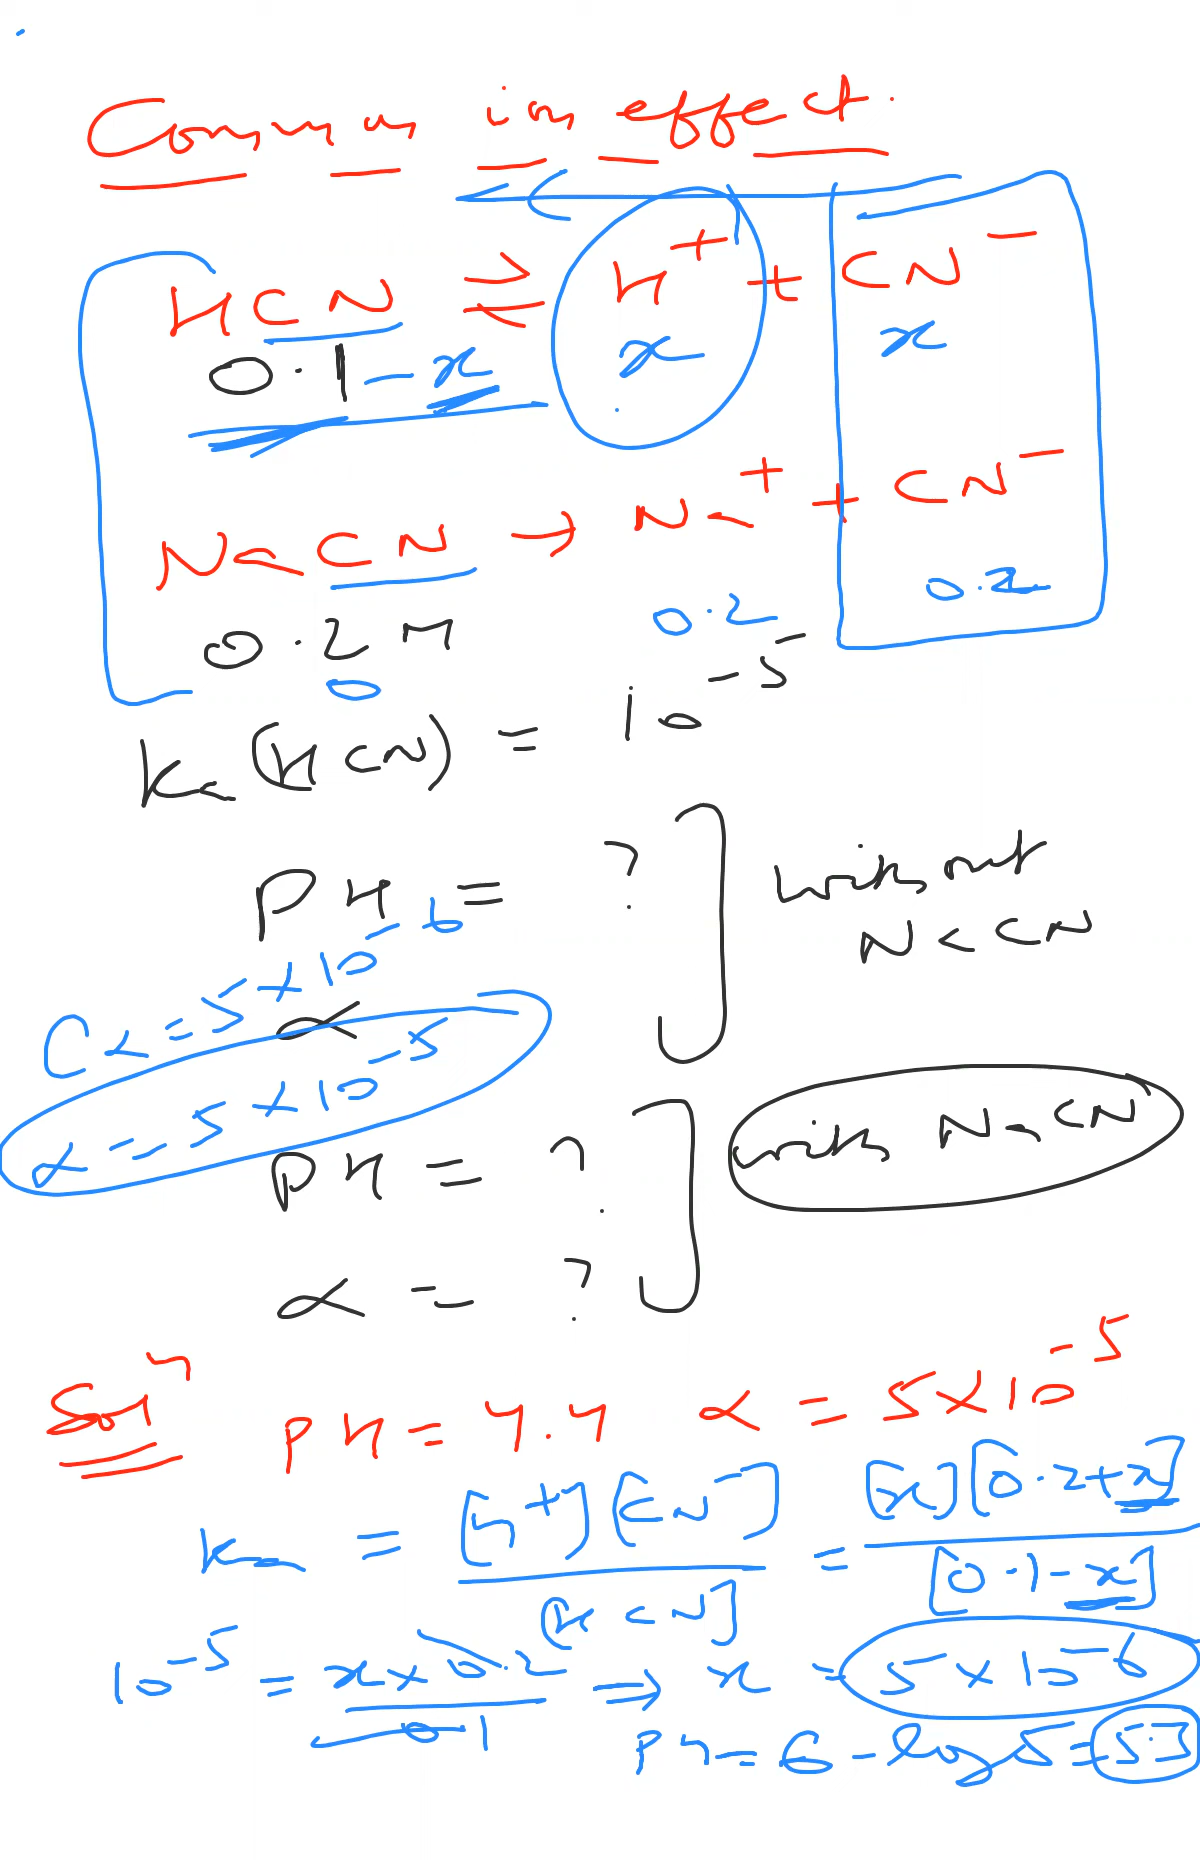 Common ion effect.
HCN ⇌ H⁺ + CN⁻
0.1 - x x x
NaCN → Na⁺ + CN⁻
0.2 M 0.2 0.2
0
Ka (HCN) = 10⁻⁵
pH = ? without
NaCN
Cα = 5 x 10⁻⁶
α
α = 5 x 10⁻⁵
pH = ? with NaCN
α = ?
Solⁿ pH = 4.4 α = 5 x 10⁻⁵
Ka = [H⁺] [CN⁻] / [HCN] = [x] [0.2 + x] / [0.1 - x]
10⁻⁵ = x x 0.2 / 0.1 → x = 5 x 10⁻⁶
pH = 6 - log 5 = 5.3